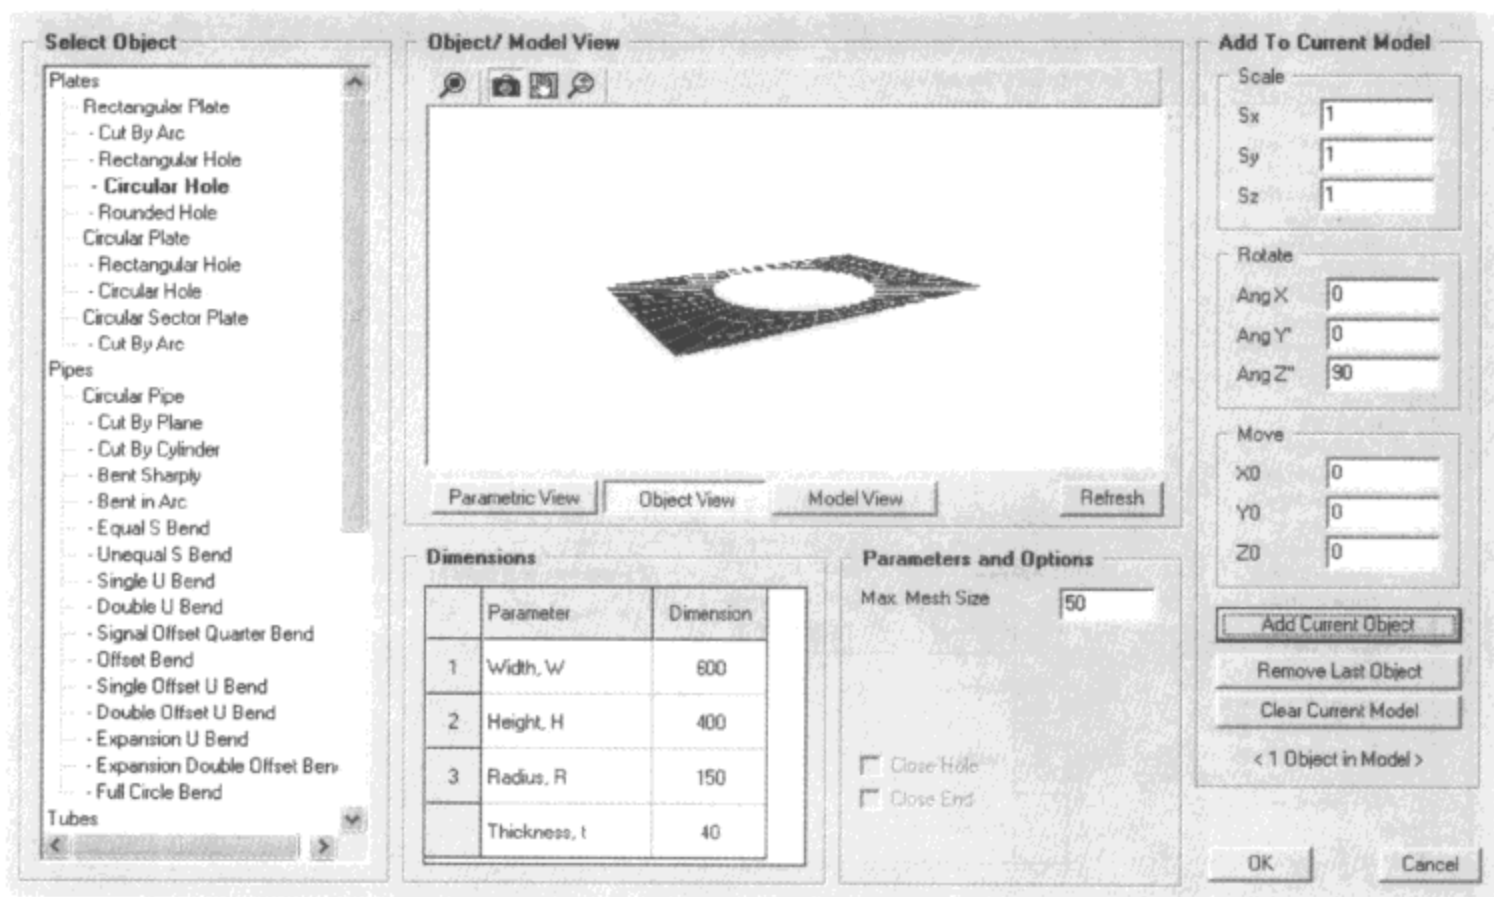 Select Object
Plates
Rectangular Plate
- Cut By Arc
- Rectangular Hole
- Circular Hole
- Rounded Hole
Circular Plate
- Rectangular Hole
- Circular Hole
Circular Sector Plate
- Cut By Arc
Pipes
Circular Pipe
- Cut By Plane
- Cut By Cylinder
- Bent Sharply
- Bent in Arc
- Equal S Bend
- Unequal S Bend
- Single U Bend
- Double U Bend
- Signal Offset Quarter Bend
- Offset Bend
- Single Offset U Bend
- Double Offset U Bend
- Expansion U Bend
- Expansion Double Offset Ben
- Full Circle Bend
Tubes
Object/ Model View
Parametric View Object View Model View Refresh
Dimensions
Parameter Dimension
1 Width, W 600
2 Height, H 400
3 Radius, R 150
Thickness, t 40
Parameters and Options
Max. Mesh Size 50
Close Hole
Close End
Add To Current Model
Scale
Sx 1
Sy 1
Sz 1
Rotate
Ang X 0
Ang Y' 0
Ang Z" 90
Move
X0 0
Y0 0
Z0 0
Add Current Object
Remove Last Object
Clear Current Model
< 1 Object in Model >
OK Cancel